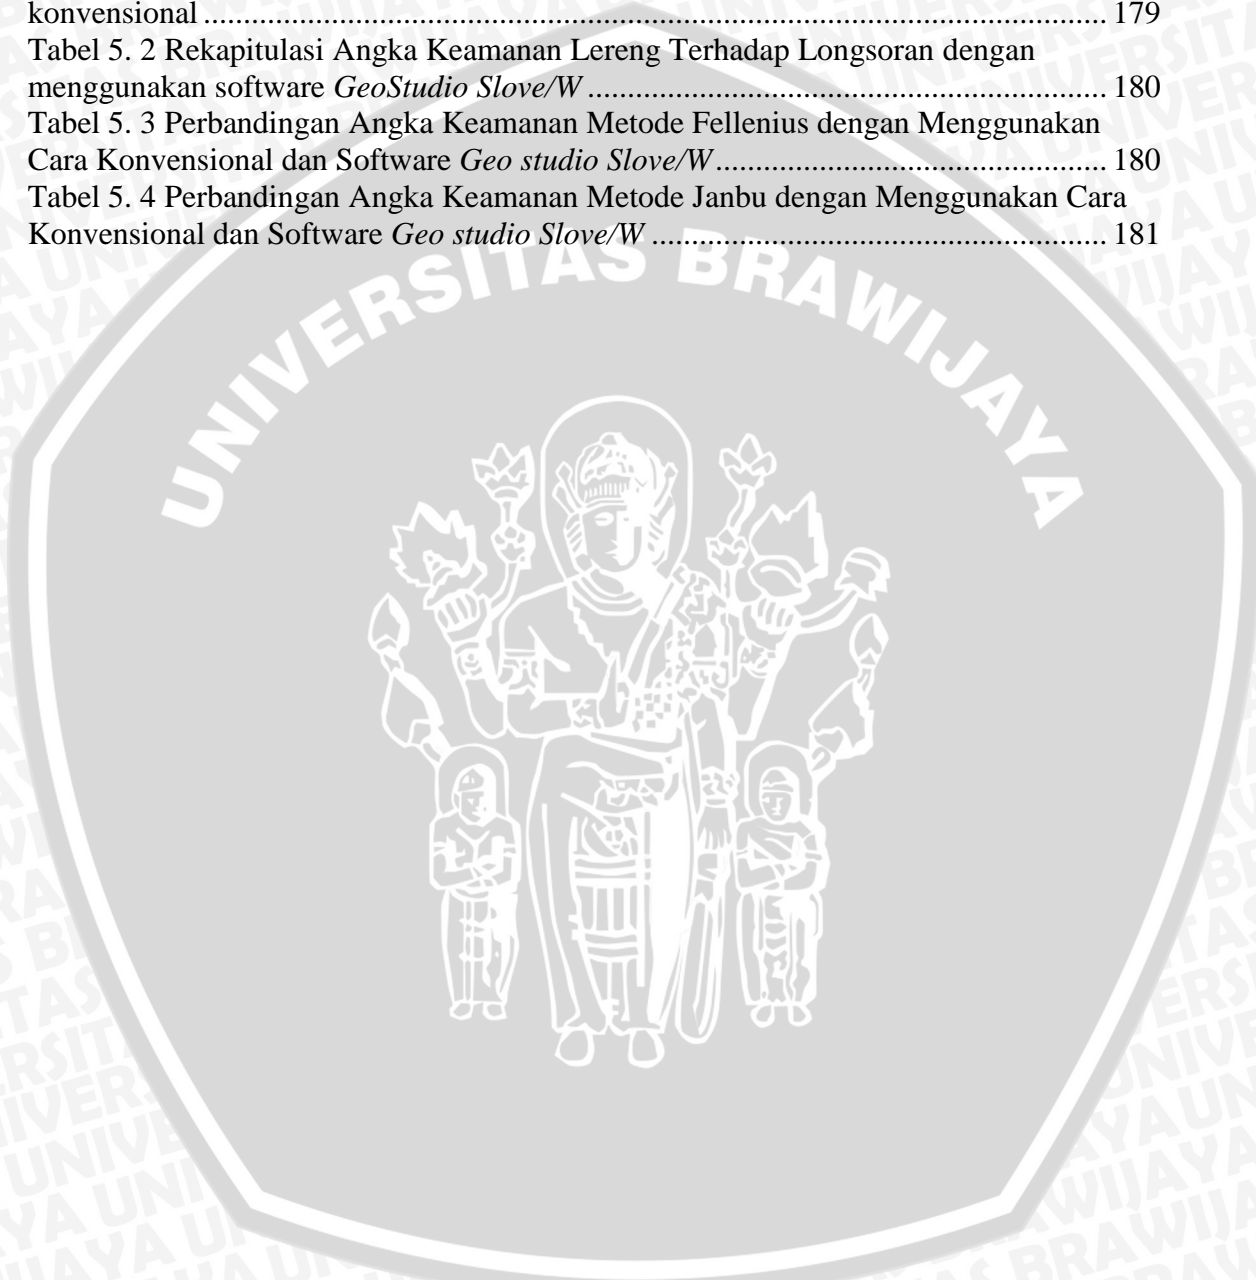 konvensional ................................................................................................................. 179
Tabel 5. 2 Rekapitulasi Angka Keamanan Lereng Terhadap Longsoran dengan
menggunakan software GeoStudio Slove/W ................................................................. 180
Tabel 5. 3 Perbandingan Angka Keamanan Metode Fellenius dengan Menggunakan
Cara Konvensional dan Software Geo studio Slove/W ................................................. 180
Tabel 5. 4 Perbandingan Angka Keamanan Metode Janbu dengan Menggunakan Cara
Konvensional dan Software Geo studio Slove/W ......................................................... 181
UNIVERSITAS BRAWIJAYA